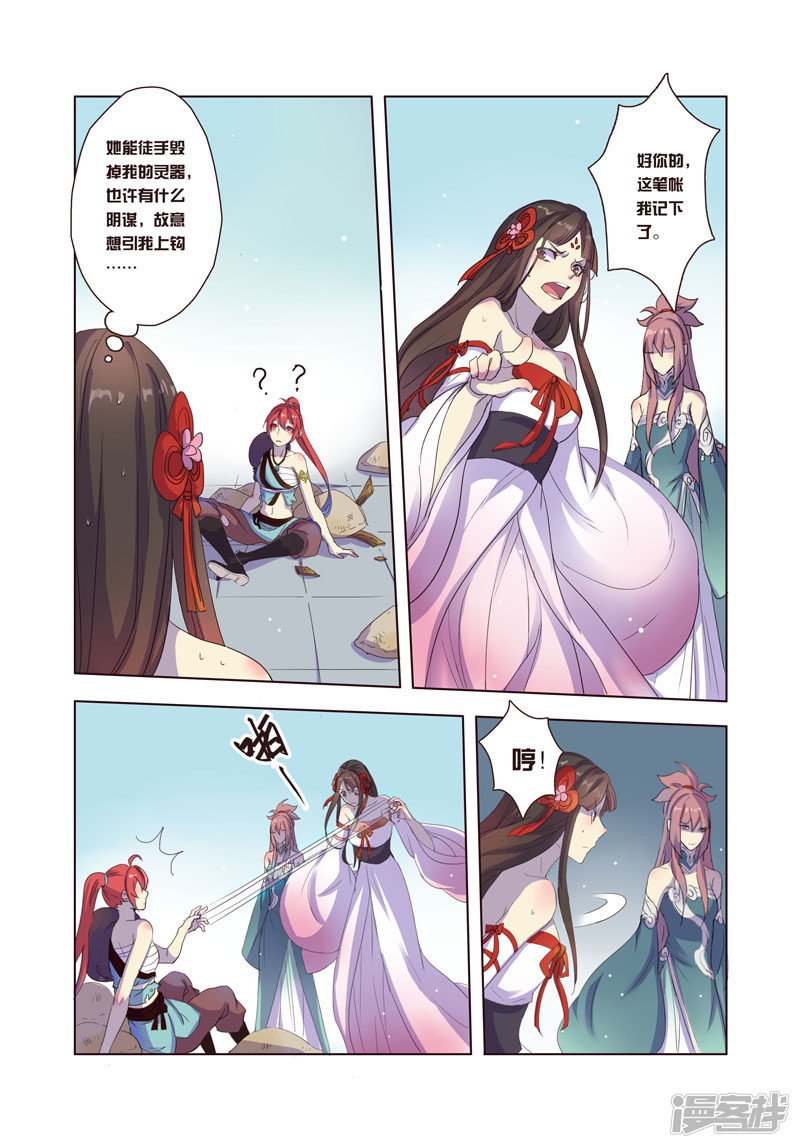 她能徒手毁
掉我的灵器，
也许有什么
阴谋，故意
想引我上钩
……
？ ？
好你的，
这笔帐
我记下
了。
啪
哼！
漫客栈